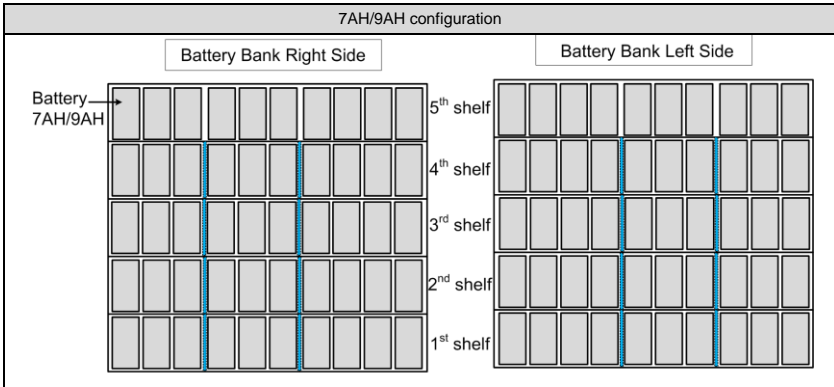 7AH/9AH configuration
Battery Bank Right Side
Battery Bank Left Side
Battery
7AH/9AH
5th shelf
4th shelf
3rd shelf
2nd shelf
1st shelf